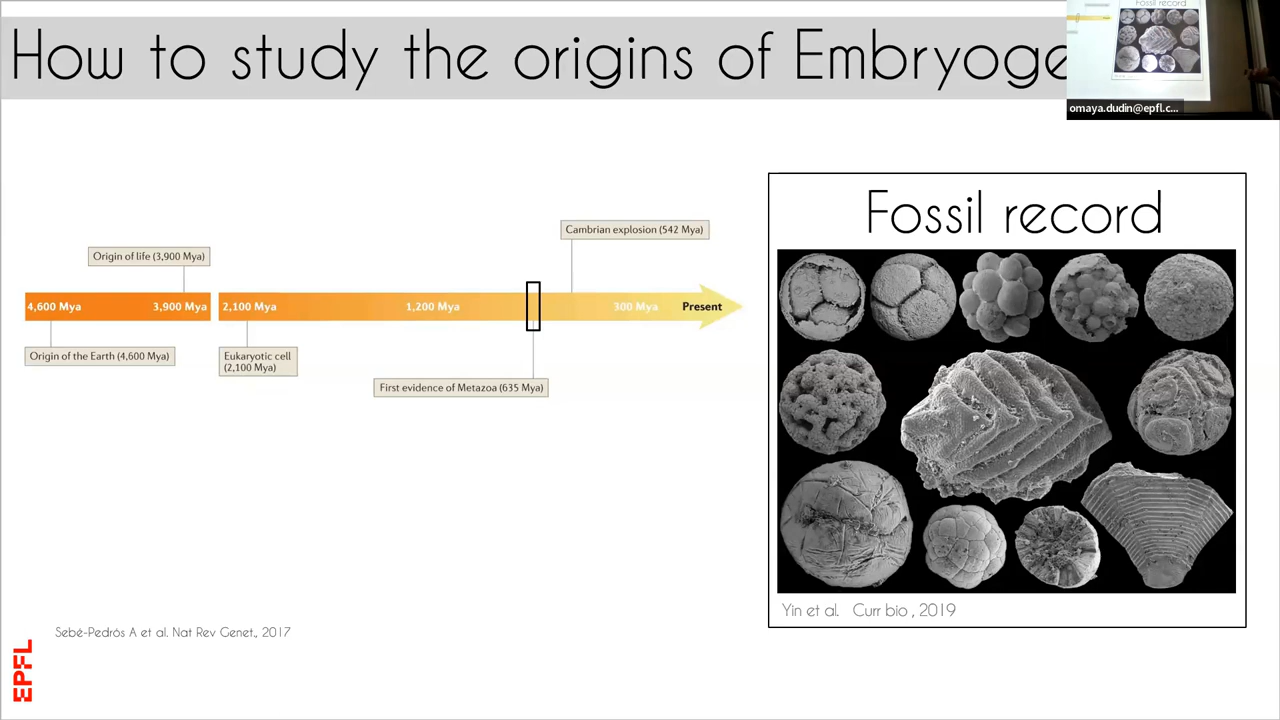 How to study the origins of Embryoge
Fossil record
omaya.dudin@epfl.c...
Fossil record
Cambrian explosion (542 Mya)
Origin of life (3,900 Mya)
4,600 Mya
3,900 Mya
2,100 Mya
1,200 Mya
300 Mya
Present
Origin of the Earth (4,600 Mya)
Eukaryotic cell
(2,100 Mya)
First evidence of Metazoa (635 Mya)
Yin et al. Curr bio , 2019
Sebé-Pedrós A et al. Nat Rev Genet., 2017
EPFL